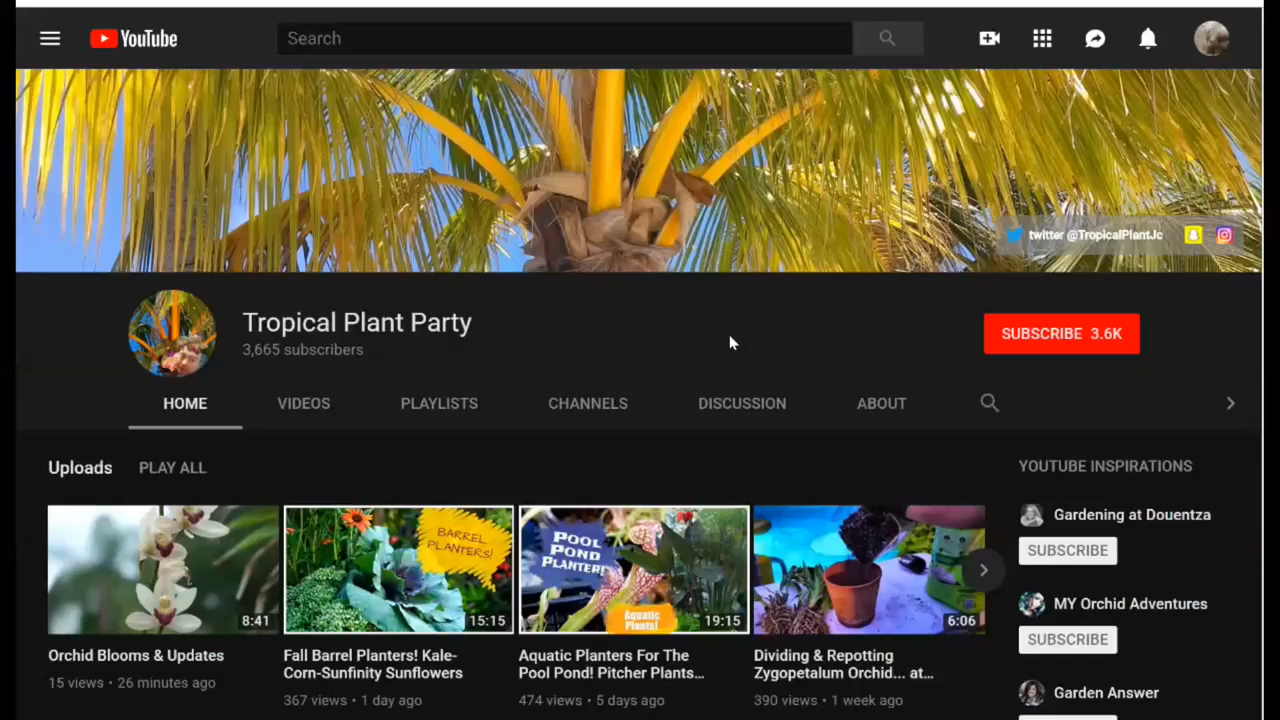 YouTube
Search
twitter @TropicalPlantJc
Tropical Plant Party
3,665 subscribers
SUBSCRIBE 3.6K
HOME VIDEOS PLAYLISTS CHANNELS DISCUSSION ABOUT
Uploads PLAY ALL
YOUTUBE INSPIRATIONS
BARREL
PLANTERS!
8:41
15:15
POOL
POND
PLANTER!
Aquatic
Plants!
19:15
6:06
Orchid Blooms & Updates
15 views • 26 minutes ago
Fall Barrel Planters! Kale-
Corn-Sunfinity Sunflowers
367 views • 1 day ago
Aquatic Planters For The
Pool Pond! Pitcher Plants...
474 views • 5 days ago
Dividing & Repotting
Zygopetalum Orchid... at...
390 views • 1 week ago
Gardening at Douentza
SUBSCRIBE
MY Orchid Adventures
SUBSCRIBE
Garden Answer